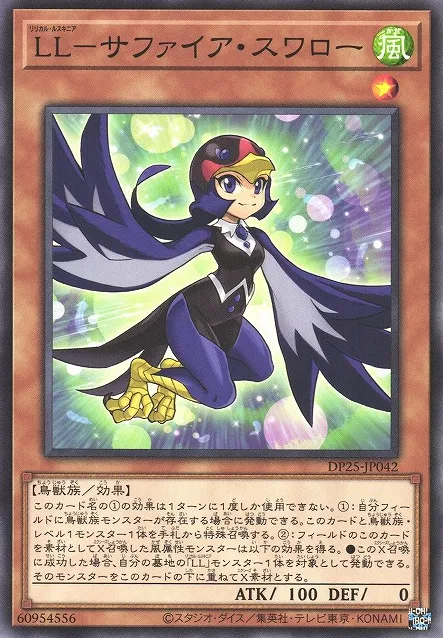 リリカル・ルスキニア
LL－サファイア・スワロー
風
DP25-JP042
【鳥獣族／効果】
このカード名の①の効果は１ターンに１度しか使用できない。①：自分フィー
ルドに鳥獣族モンスターが存在する場合に発動できる。このカードと鳥獣族・
レベル１モンスター１体を手札から特殊召喚する。②：フィールドのこのカード
を素材としてＸ召喚した風属性モンスターは以下の効果を得る。●このＸ召喚
に成功した場合、自分の墓地の「LL」モンスター１体を対象として発動できる。
そのモンスターをこのカードの下に重ねてＸ素材とする。
ATK/ 100 DEF/ 0
60954556 ©スタジオ・ダイス／集英社・テレビ東京・KONAMI